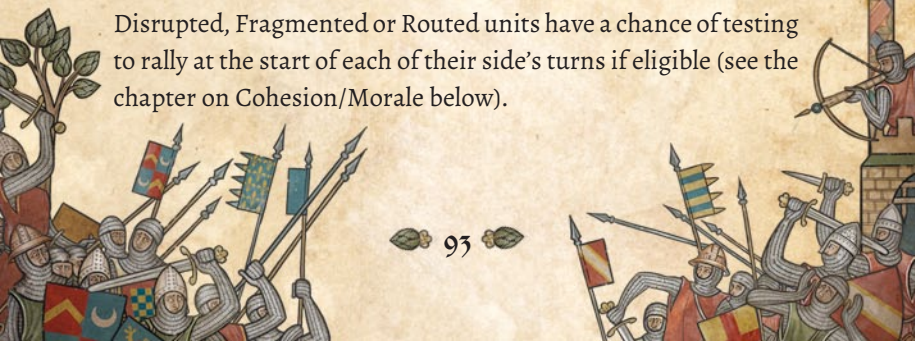 Disrupted, Fragmented or Routed units have a chance of testing
to rally at the start of each of their side’s turns if eligible (see the
chapter on Cohesion/Morale below).
93